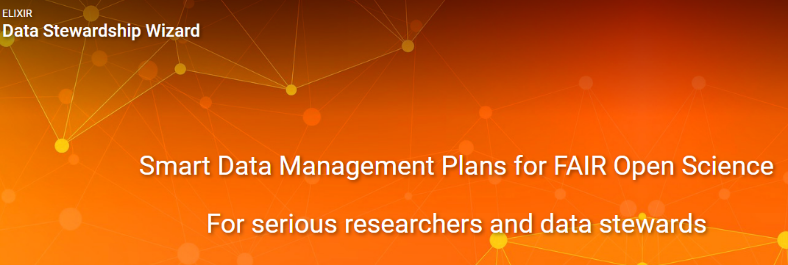 ELIXIR
Data Stewardship Wizard
Smart Data Management Plans for FAIR Open Science
For serious researchers and data stewards